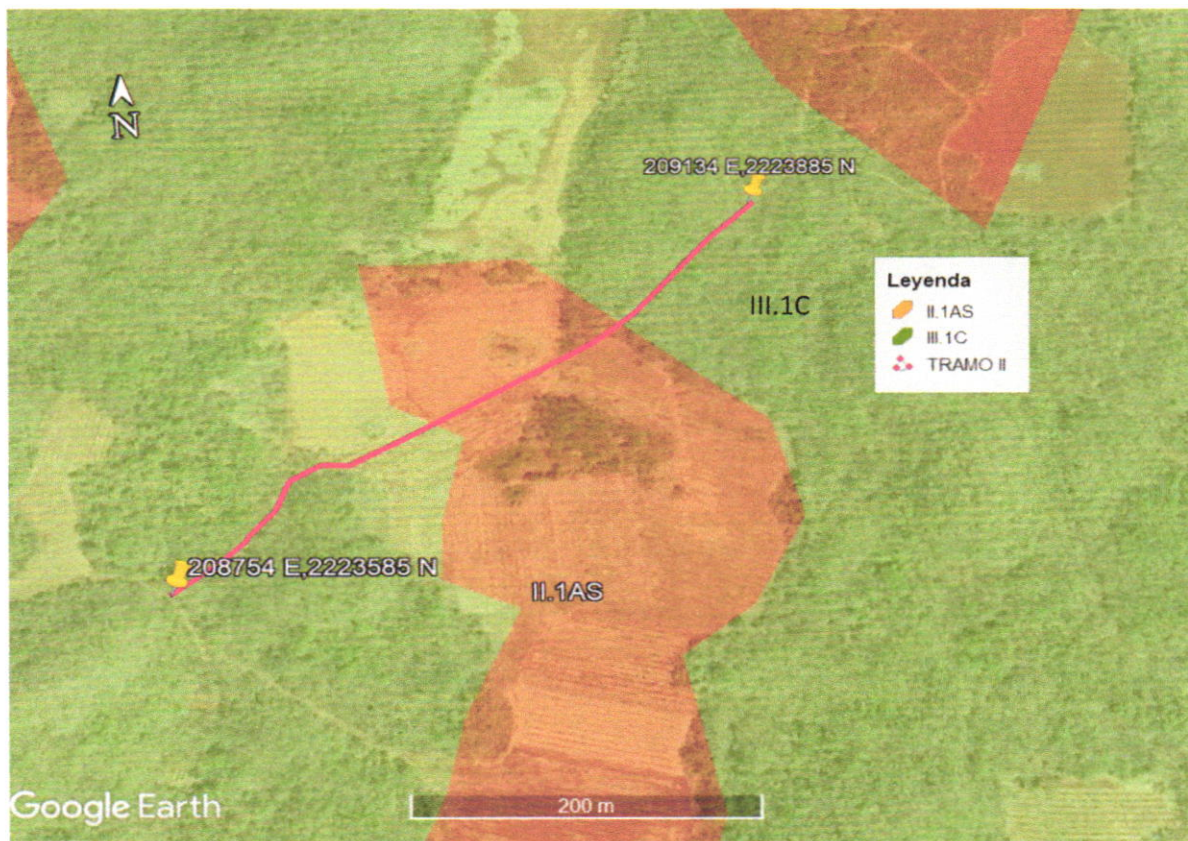 N
209134 E,2223885 N
III.1C
Leyenda
II.1AS
III.1C
TRAMO II
208754 E,2223585 N
II.1AS
Google Earth
200 m